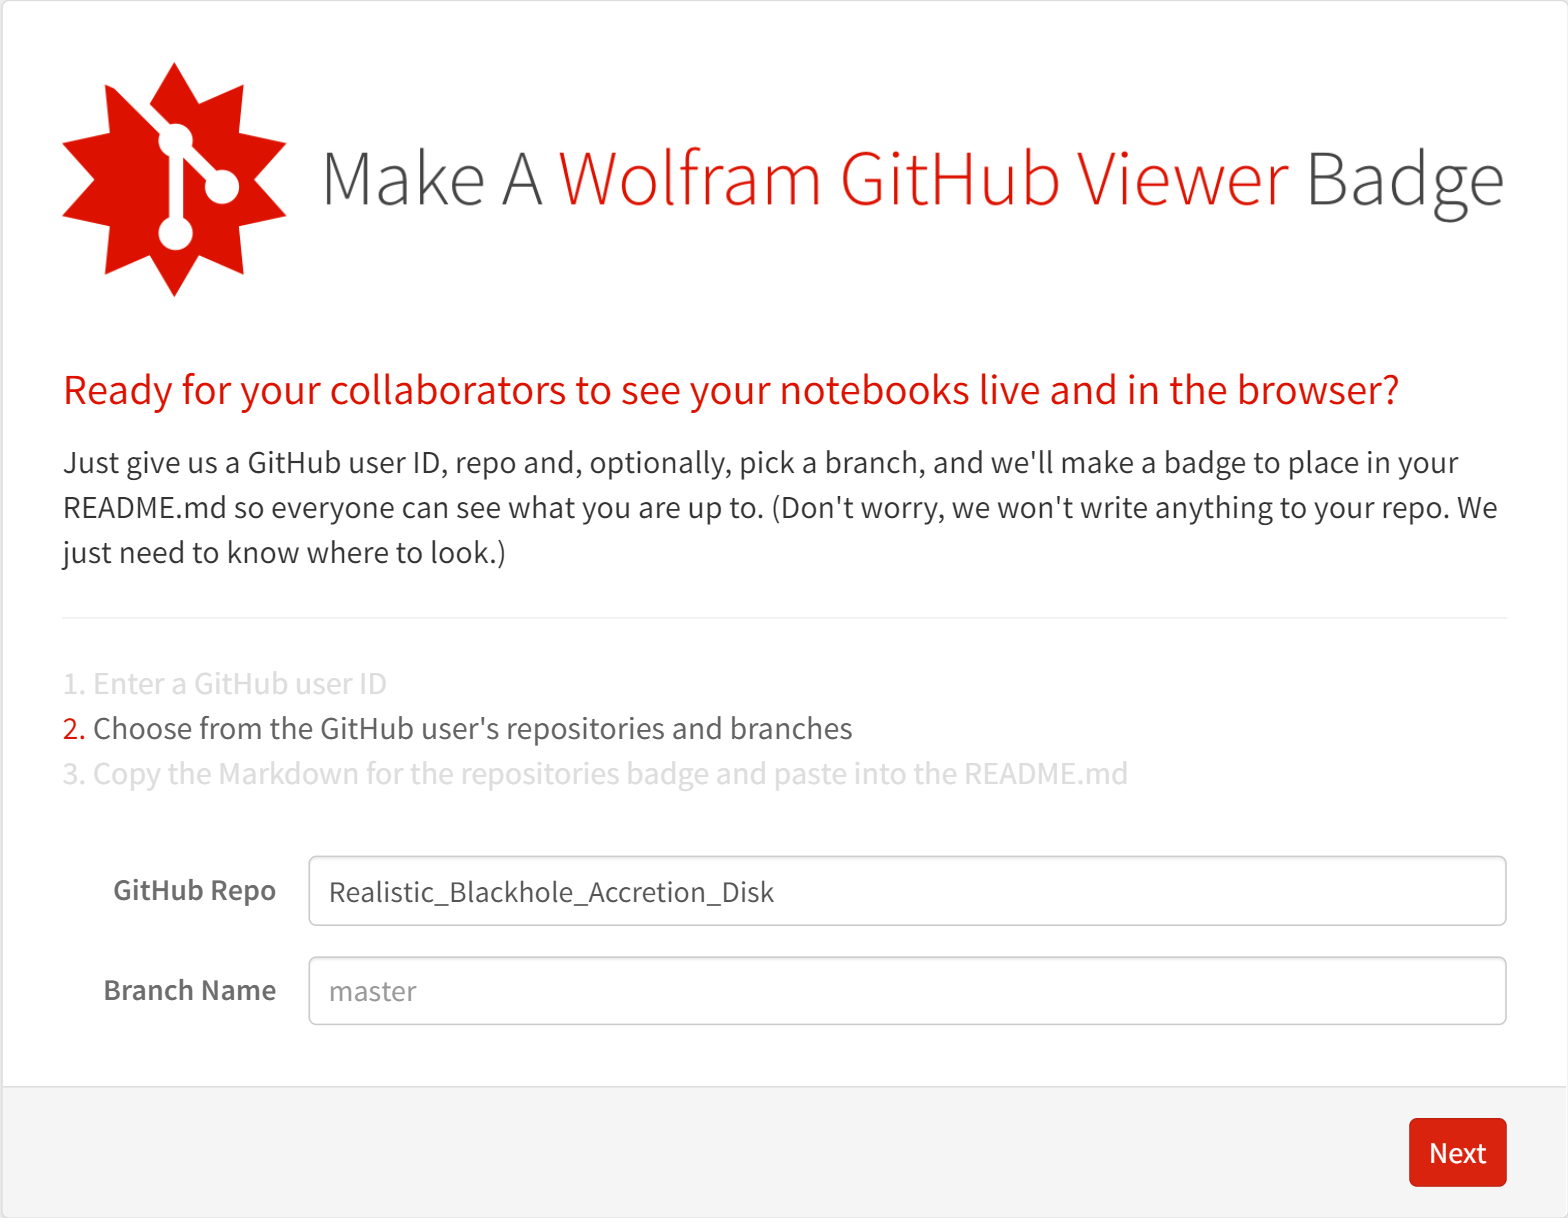 Make A Wolfram GitHub Viewer Badge
Ready for your collaborators to see your notebooks live and in the browser?
Just give us a GitHub user ID, repo and, optionally, pick a branch, and we'll make a badge to place in your
README.md so everyone can see what you are up to. (Don't worry, we won't write anything to your repo. We
just need to know where to look.)
1. Enter a GitHub user ID
2. Choose from the GitHub user's repositories and branches
3. Copy the Markdown for the repositories badge and paste into the README.md
GitHub Repo
Realistic_Blackhole_Accretion_Disk
Branch Name
master
Next